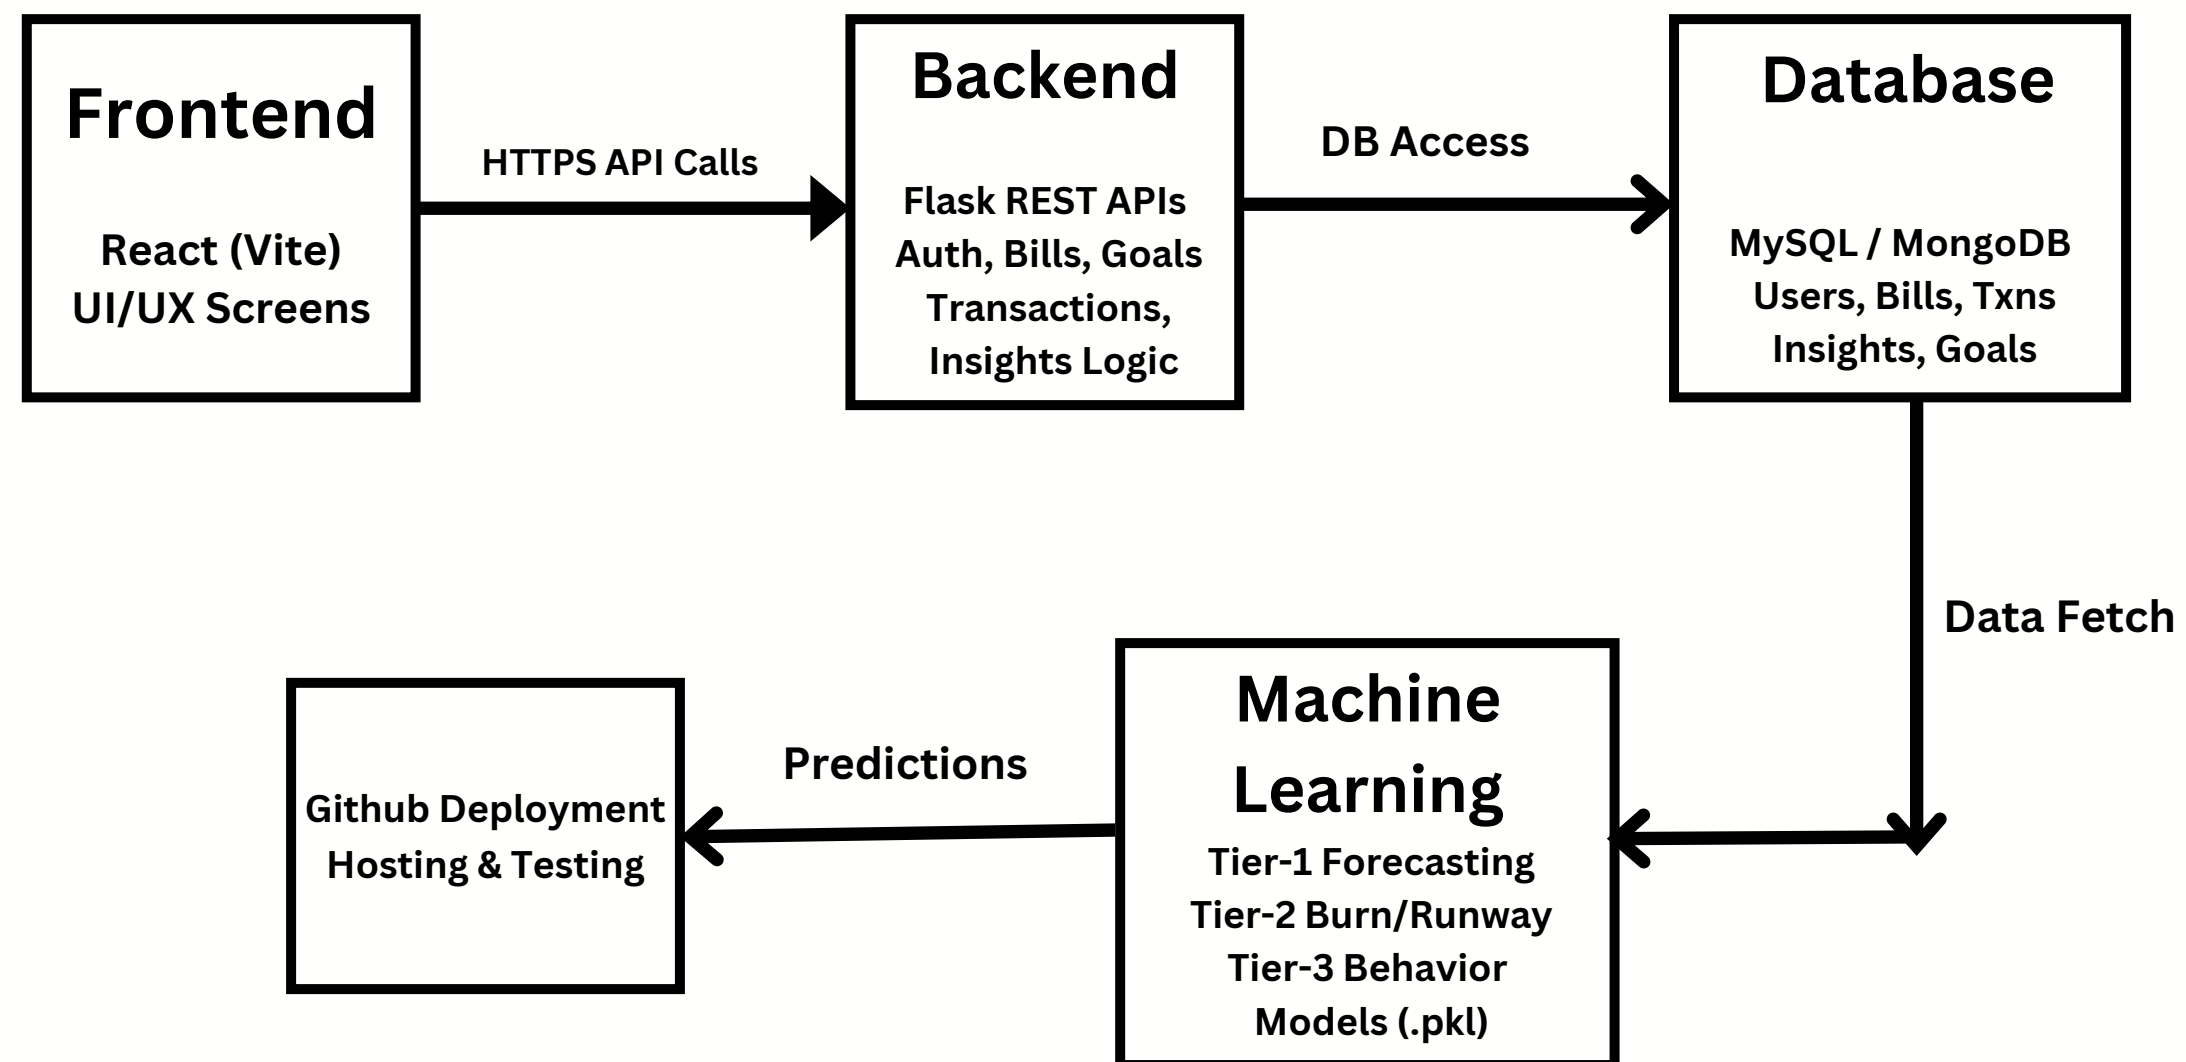 Frontend
React (Vite)
UI/UX Screens
HTTPS API Calls
Backend
Flask REST APIs
Auth, Bills, Goals
Transactions,
Insights Logic
DB Access
Database
MySQL / MongoDB
Users, Bills, Txns
Insights, Goals
Data Fetch
Machine
Learning
Tier-1 Forecasting
Tier-2 Burn/Runway
Tier-3 Behavior
Models (.pkl)
Predictions
Github Deployment
Hosting & Testing